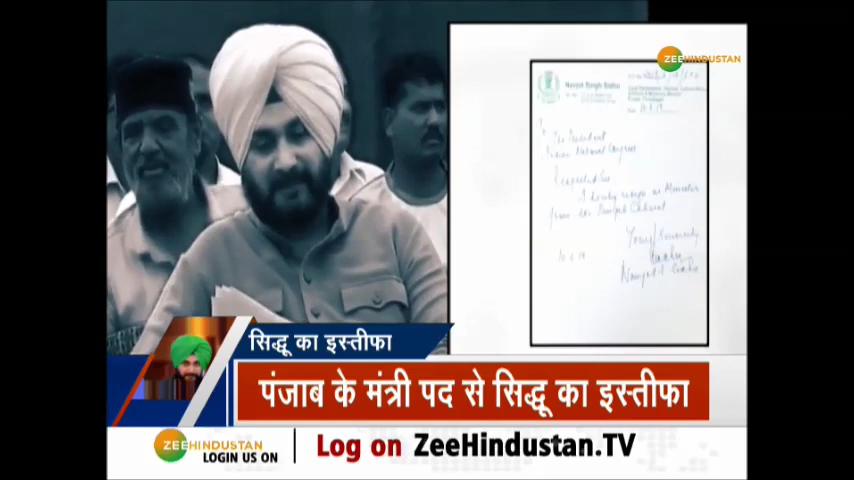 ZEEHINDUSTAN
Navjot Singh Sidhu
To
The President
Indian National Congress
Respected Sir
I hereby resign as Minister
from the Punjab Cabinet
Yours Sincerely
सिद्धू का इस्तीफा
पंजाब के मंत्री पद से सिद्धू का इस्तीफा
ZEEHINDUSTAN
LOGIN US ON
Log on ZeeHindustan.TV